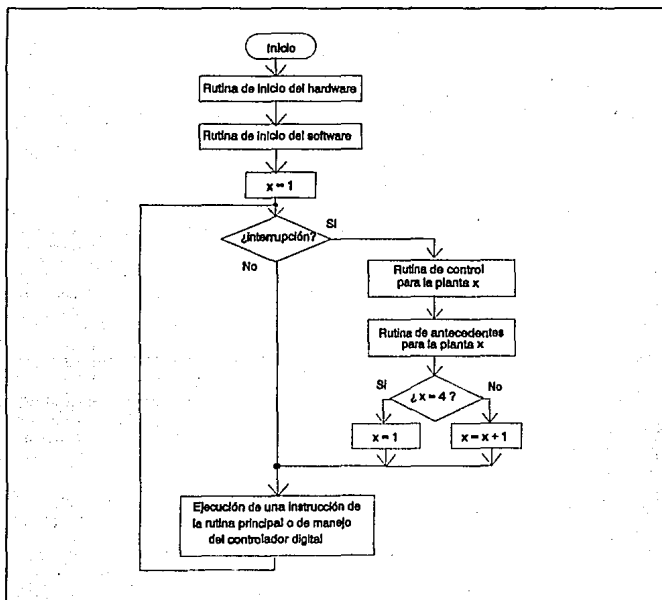 Inicio
Rutina de inicio del hardware
Rutina de inicio del software
x = 1
¿interrupción?
Sí
No
Rutina de control
para la planta x
Rutina de antecedentes
para la planta x
¿ x = 4 ?
Sí
No
x = 1
x = x + 1
Ejecución de una instrucción de
la rutina principal o de manejo
del controlador digital